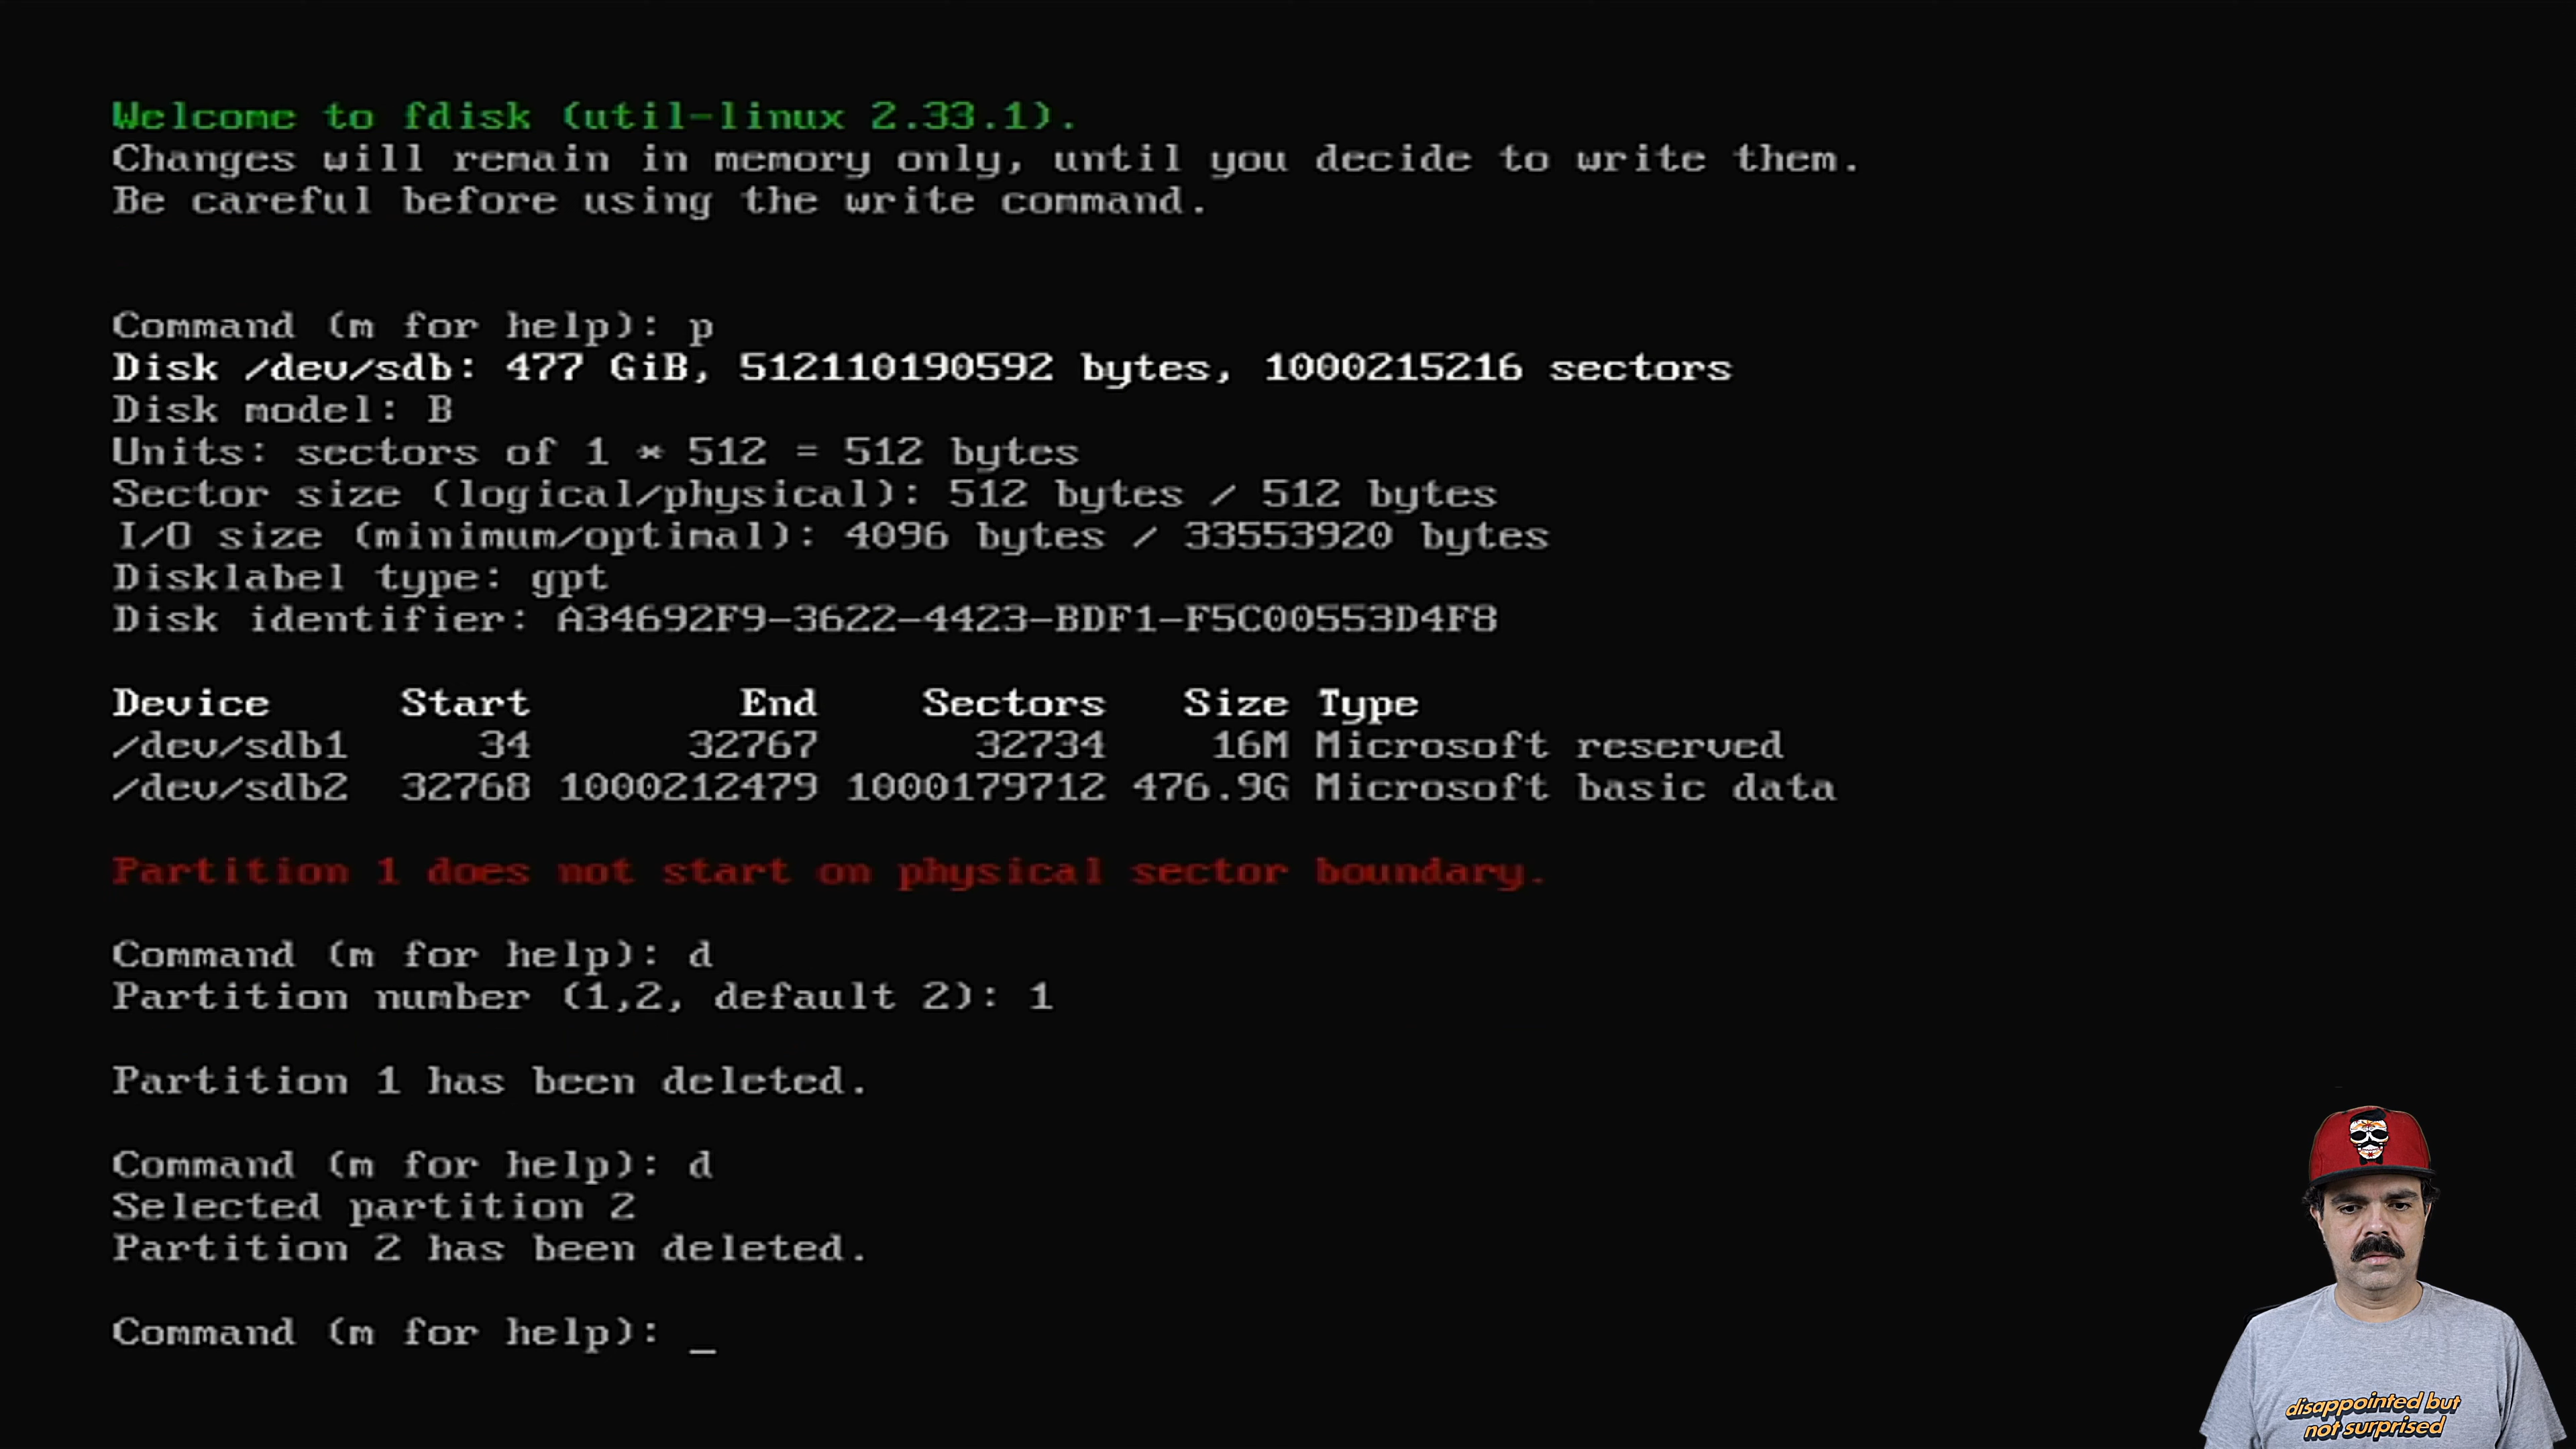 Welcome to fdisk (util-linux 2.33.1).
Changes will remain in memory only, until you decide to write them.
Be careful before using the write command.
Command (m for help): p
Disk /dev/sdb: 477 GiB, 512110190592 bytes, 1000215216 sectors
Disk model: B
Units: sectors of 1 * 512 = 512 bytes
Sector size (logical/physical): 512 bytes / 512 bytes
I/O size (minimum/optimal): 4096 bytes / 33553920 bytes
Disklabel type: gpt
Disk identifier: A34692F9-3622-4423-BDF1-F5C00553D4F8
Device Start End Sectors Size Type
/dev/sdb1 34 32767 32734 16M Microsoft reserved
/dev/sdb2 32768 1000212479 1000179712 476.9G Microsoft basic data
Partition 1 does not start on physical sector boundary.
Command (m for help): d
Partition number (1,2, default 2): 1
Partition 1 has been deleted.
Command (m for help): d
Selected partition 2
Partition 2 has been deleted.
Command (m for help): _
disappointed but
not surprised